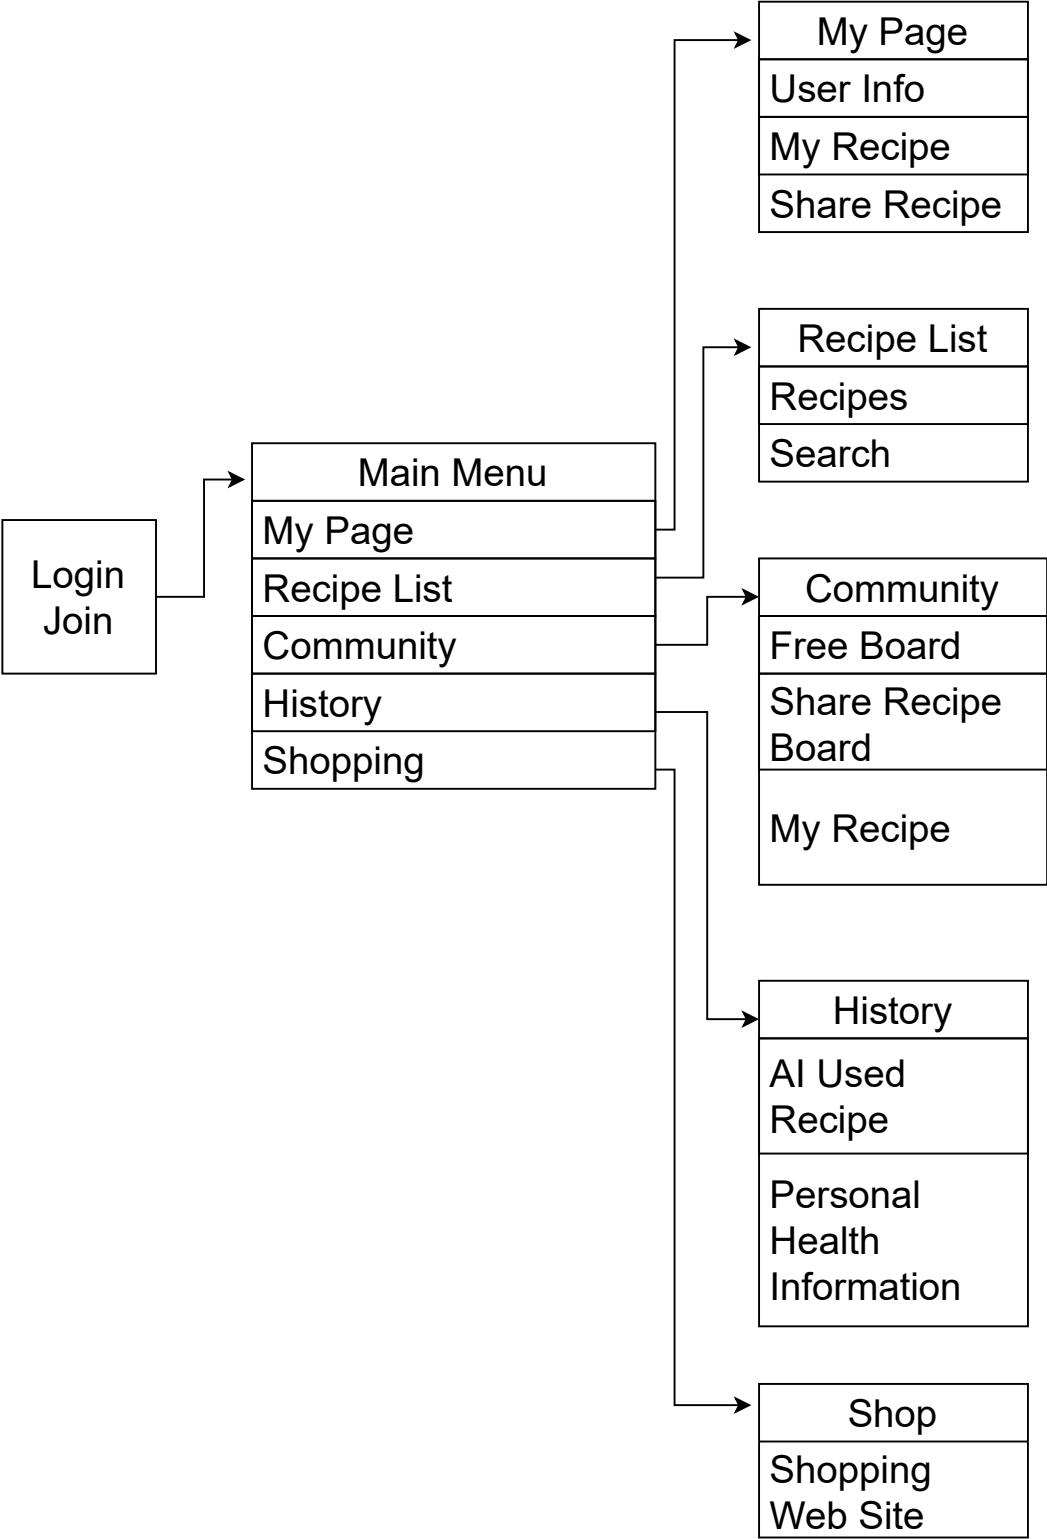 Login
Join
Main Menu
My Page
Recipe List
Community
History
Shopping
My Page
User Info
My Recipe
Share Recipe
Recipe List
Recipes
Search
Community
Free Board
Share Recipe
Board
My Recipe
History
AI Used
Recipe
Personal
Health
Information
Shop
Shopping
Web Site